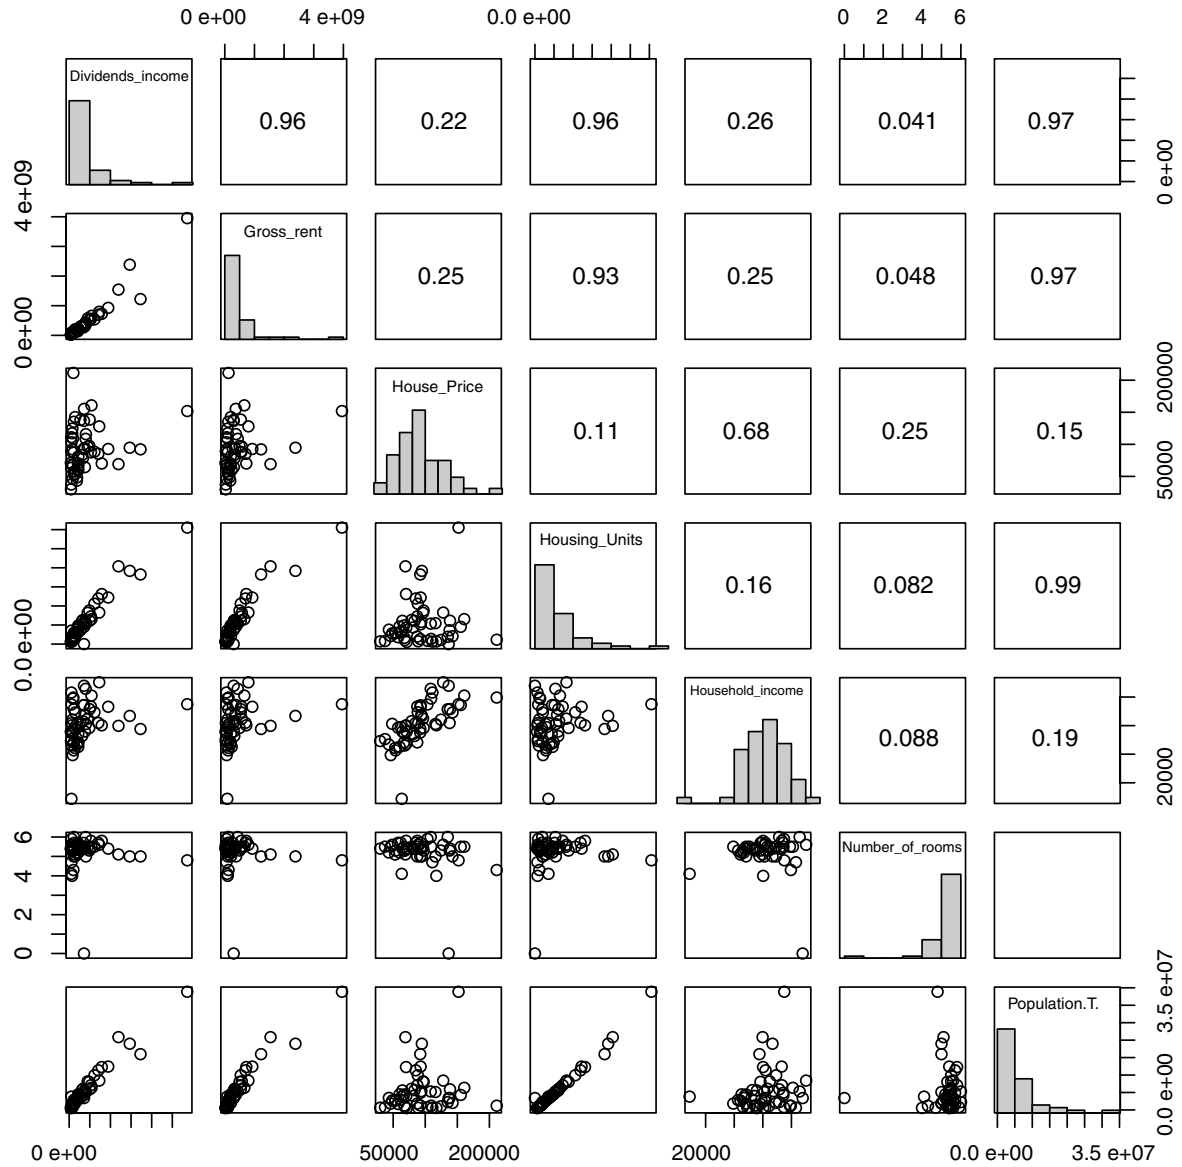 0 e+00 4 e+09 0.0 e+00 0 2 4 6
Dividends_income 0.96 0.22 0.96 0.26 0.041 0.97 0 e+00
0 e+00 4 e+09 Gross_rent 0.25 0.93 0.25 0.048 0.97
House_Price 0.11 0.68 0.25 0.15 50000 200000
0.0 e+00 Housing_Units 0.16 0.082 0.99
Household_income 0.088 0.19 20000
0 2 4 6 Number_of_rooms
Population.T. 0.0 e+00 3.5 e+07
0 e+00 50000 200000 20000 0.0 e+00 3.5 e+07